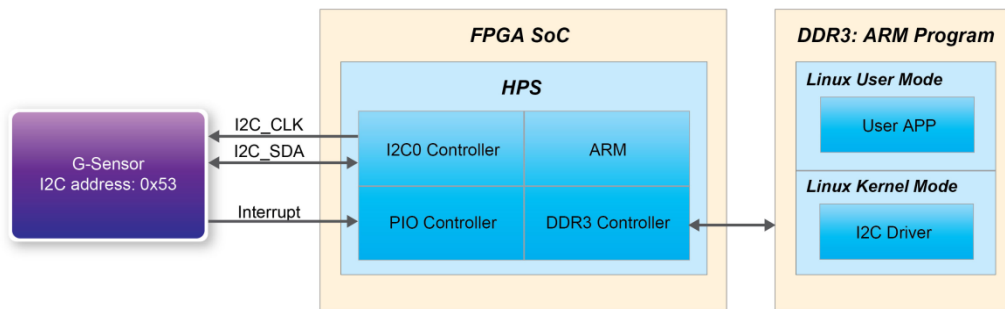 FPGA SoC
DDR3: ARM Program
HPS
Linux User Mode
User APP
I2C_CLK
I2C_SDA
G-Sensor
I2C address: 0x53
I2C0 Controller
ARM
Linux Kernel Mode
Interrupt
PIO Controller
DDR3 Controller
I2C Driver